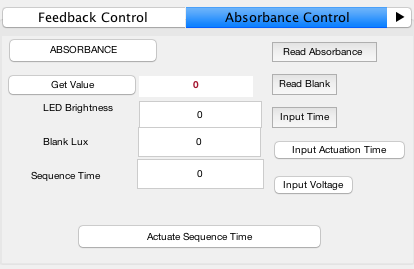 Feedback Control
Absorbance Control
ABSORBANCE
Read Absorbance
Get Value
0
Read Blank
LED Brightness
0
Input Time
Blank Lux
0
Input Actuation Time
Sequence Time
0
Input Voltage
Actuate Sequence Time